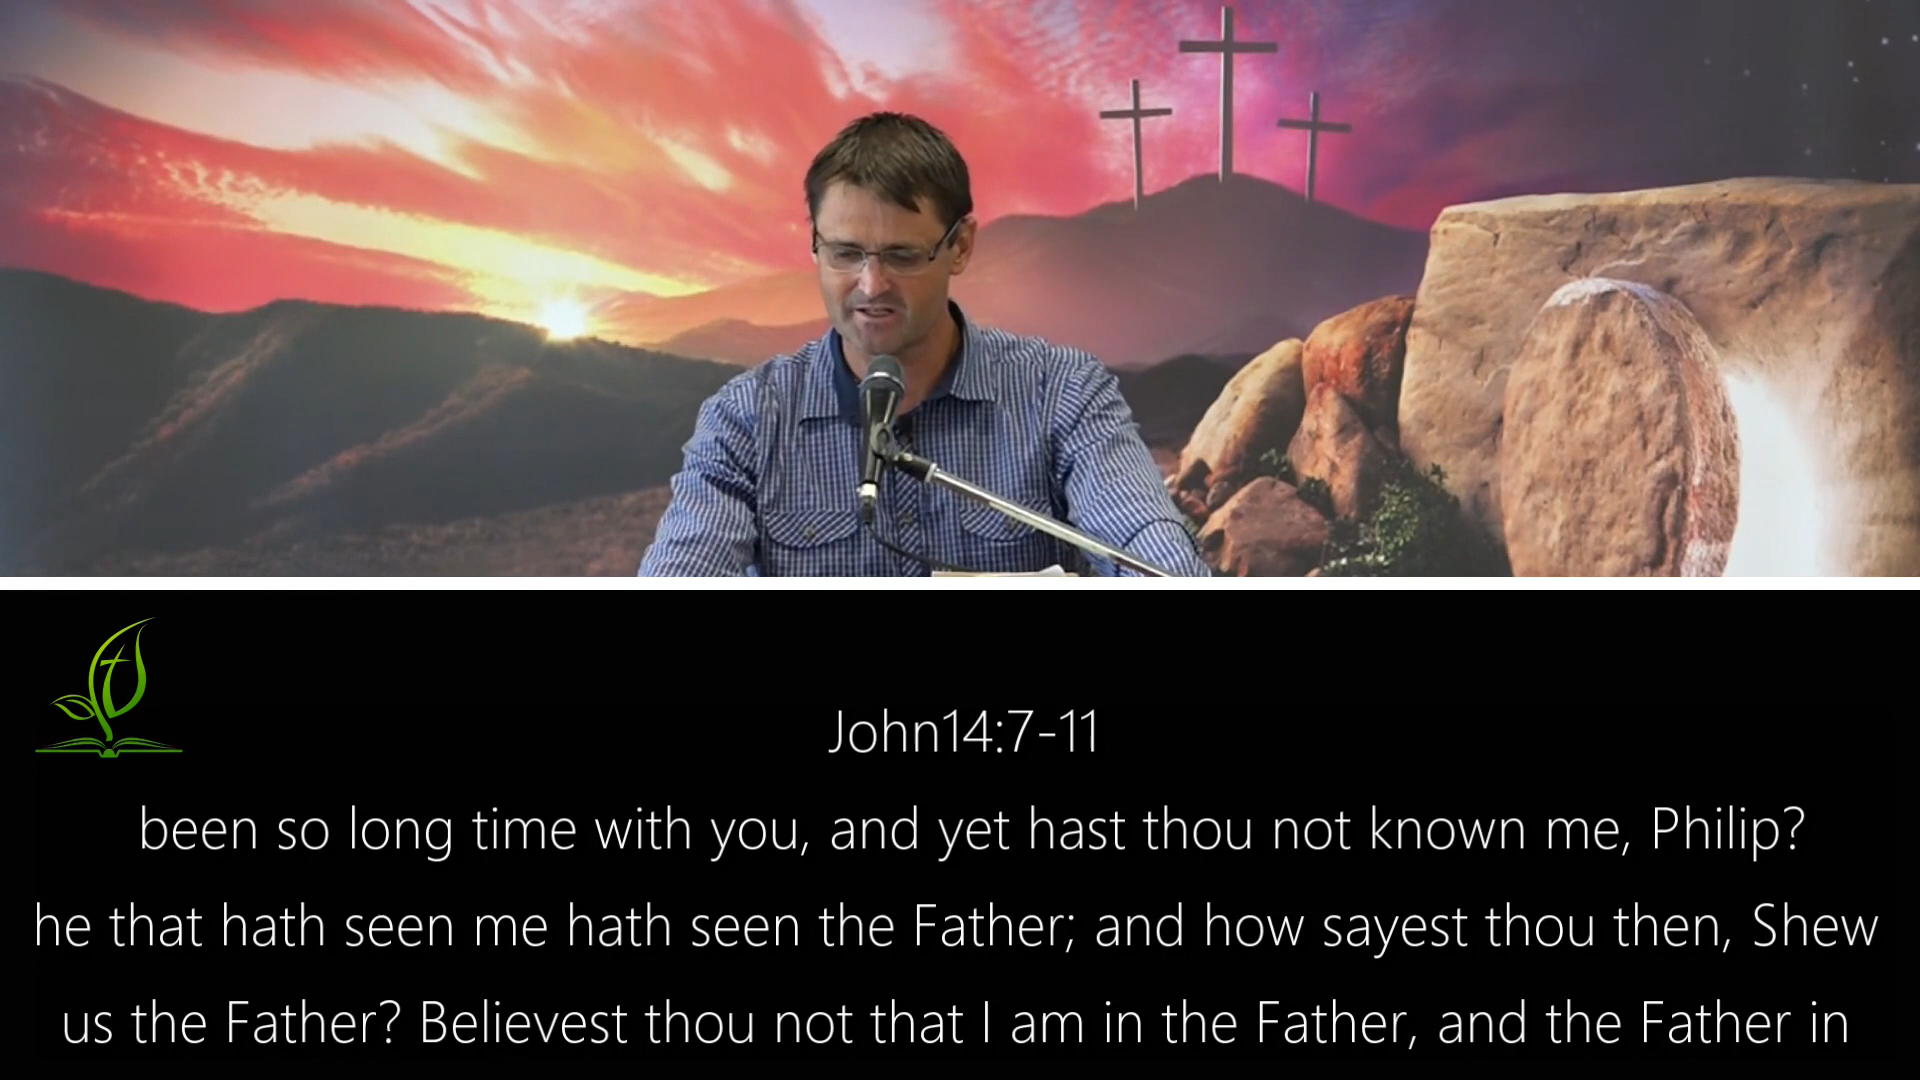 John14:7-11
been so long time with you, and yet hast thou not known me, Philip?
he that hath seen me hath seen the Father; and how sayest thou then, Shew
us the Father? Believest thou not that I am in the Father, and the Father in